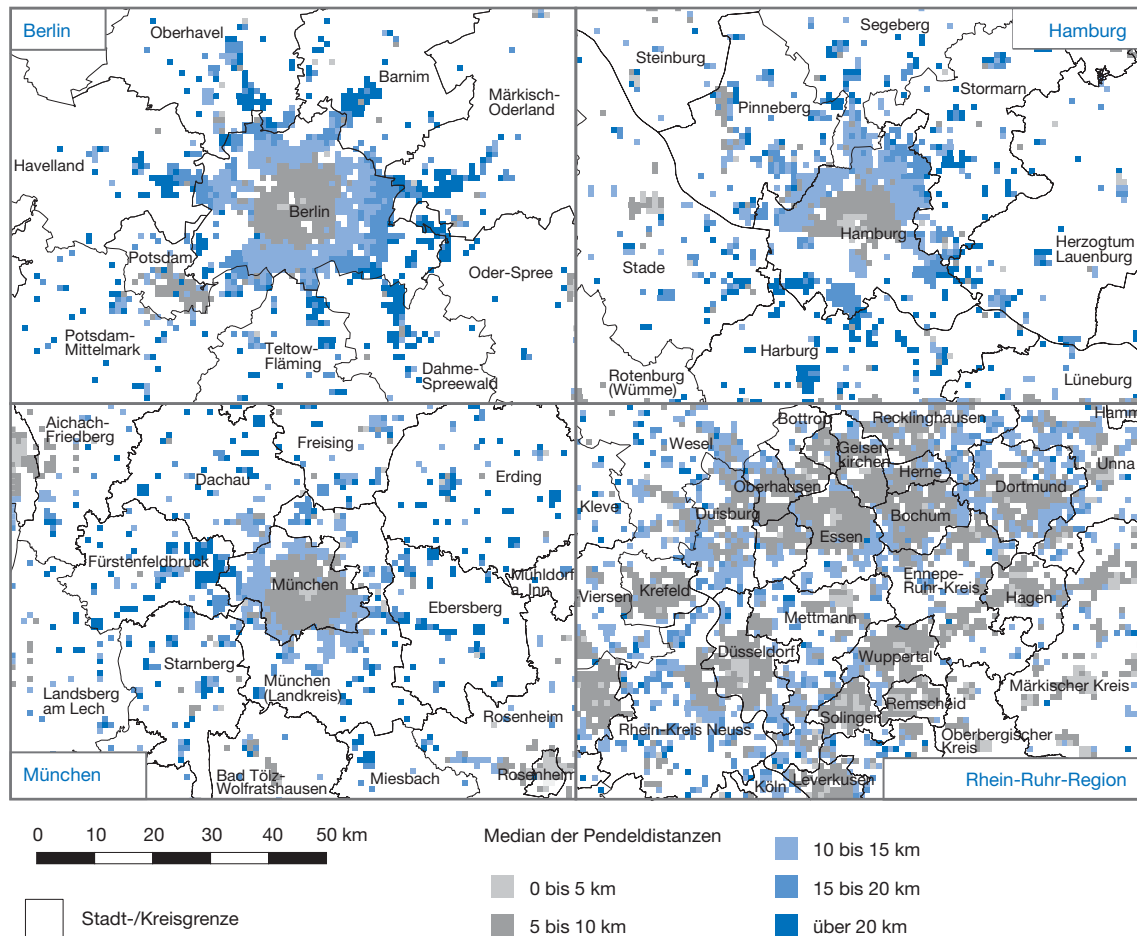 Berlin
Oberhavel
Barnim
Märkisch-
Oderland
Havelland
Berlin
Potsdam
Oder-Spree
Potsdam-
Mittelmark
Teltow-
Fläming
Dahme-
Spreewald
Hamburg
Segeberg
Steinburg
Stormarn
Pinneberg
Hamburg
Stade
Herzogtum
Lauenburg
Harburg
Rotenburg
(Wümme)
Lüneburg
Aichach-
Friedberg
Freising
Dachau
Erding
Fürstenfeldbruck
München
Mühldorf
a. Inn
Ebersberg
Starnberg
München
(Landkreis)
Landsberg
am Lech
Rosenheim
Bad Tölz-
Wolfratshausen
Miesbach
Rosenheim
München
Bottrop
Recklinghausen
Hamm
Wesel
Gelsen-
kirchen
Herne
Unna
Oberhausen
Dortmund
Kleve
Duisburg
Bochum
Essen
Ennepe-
Ruhr-Kreis
Viersen
Krefeld
Hagen
Mettmann
Düsseldorf
Wuppertal
Märkischer Kreis
Remscheid
Solingen
Rhein-Kreis Neuss
Oberbergischer
Kreis
Köln
Leverkusen
Rhein-Ruhr-Region
0 10 20 30 40 50 km
Stadt-/Kreisgrenze
Median der Pendeldistanzen
0 bis 5 km
5 bis 10 km
10 bis 15 km
15 bis 20 km
über 20 km